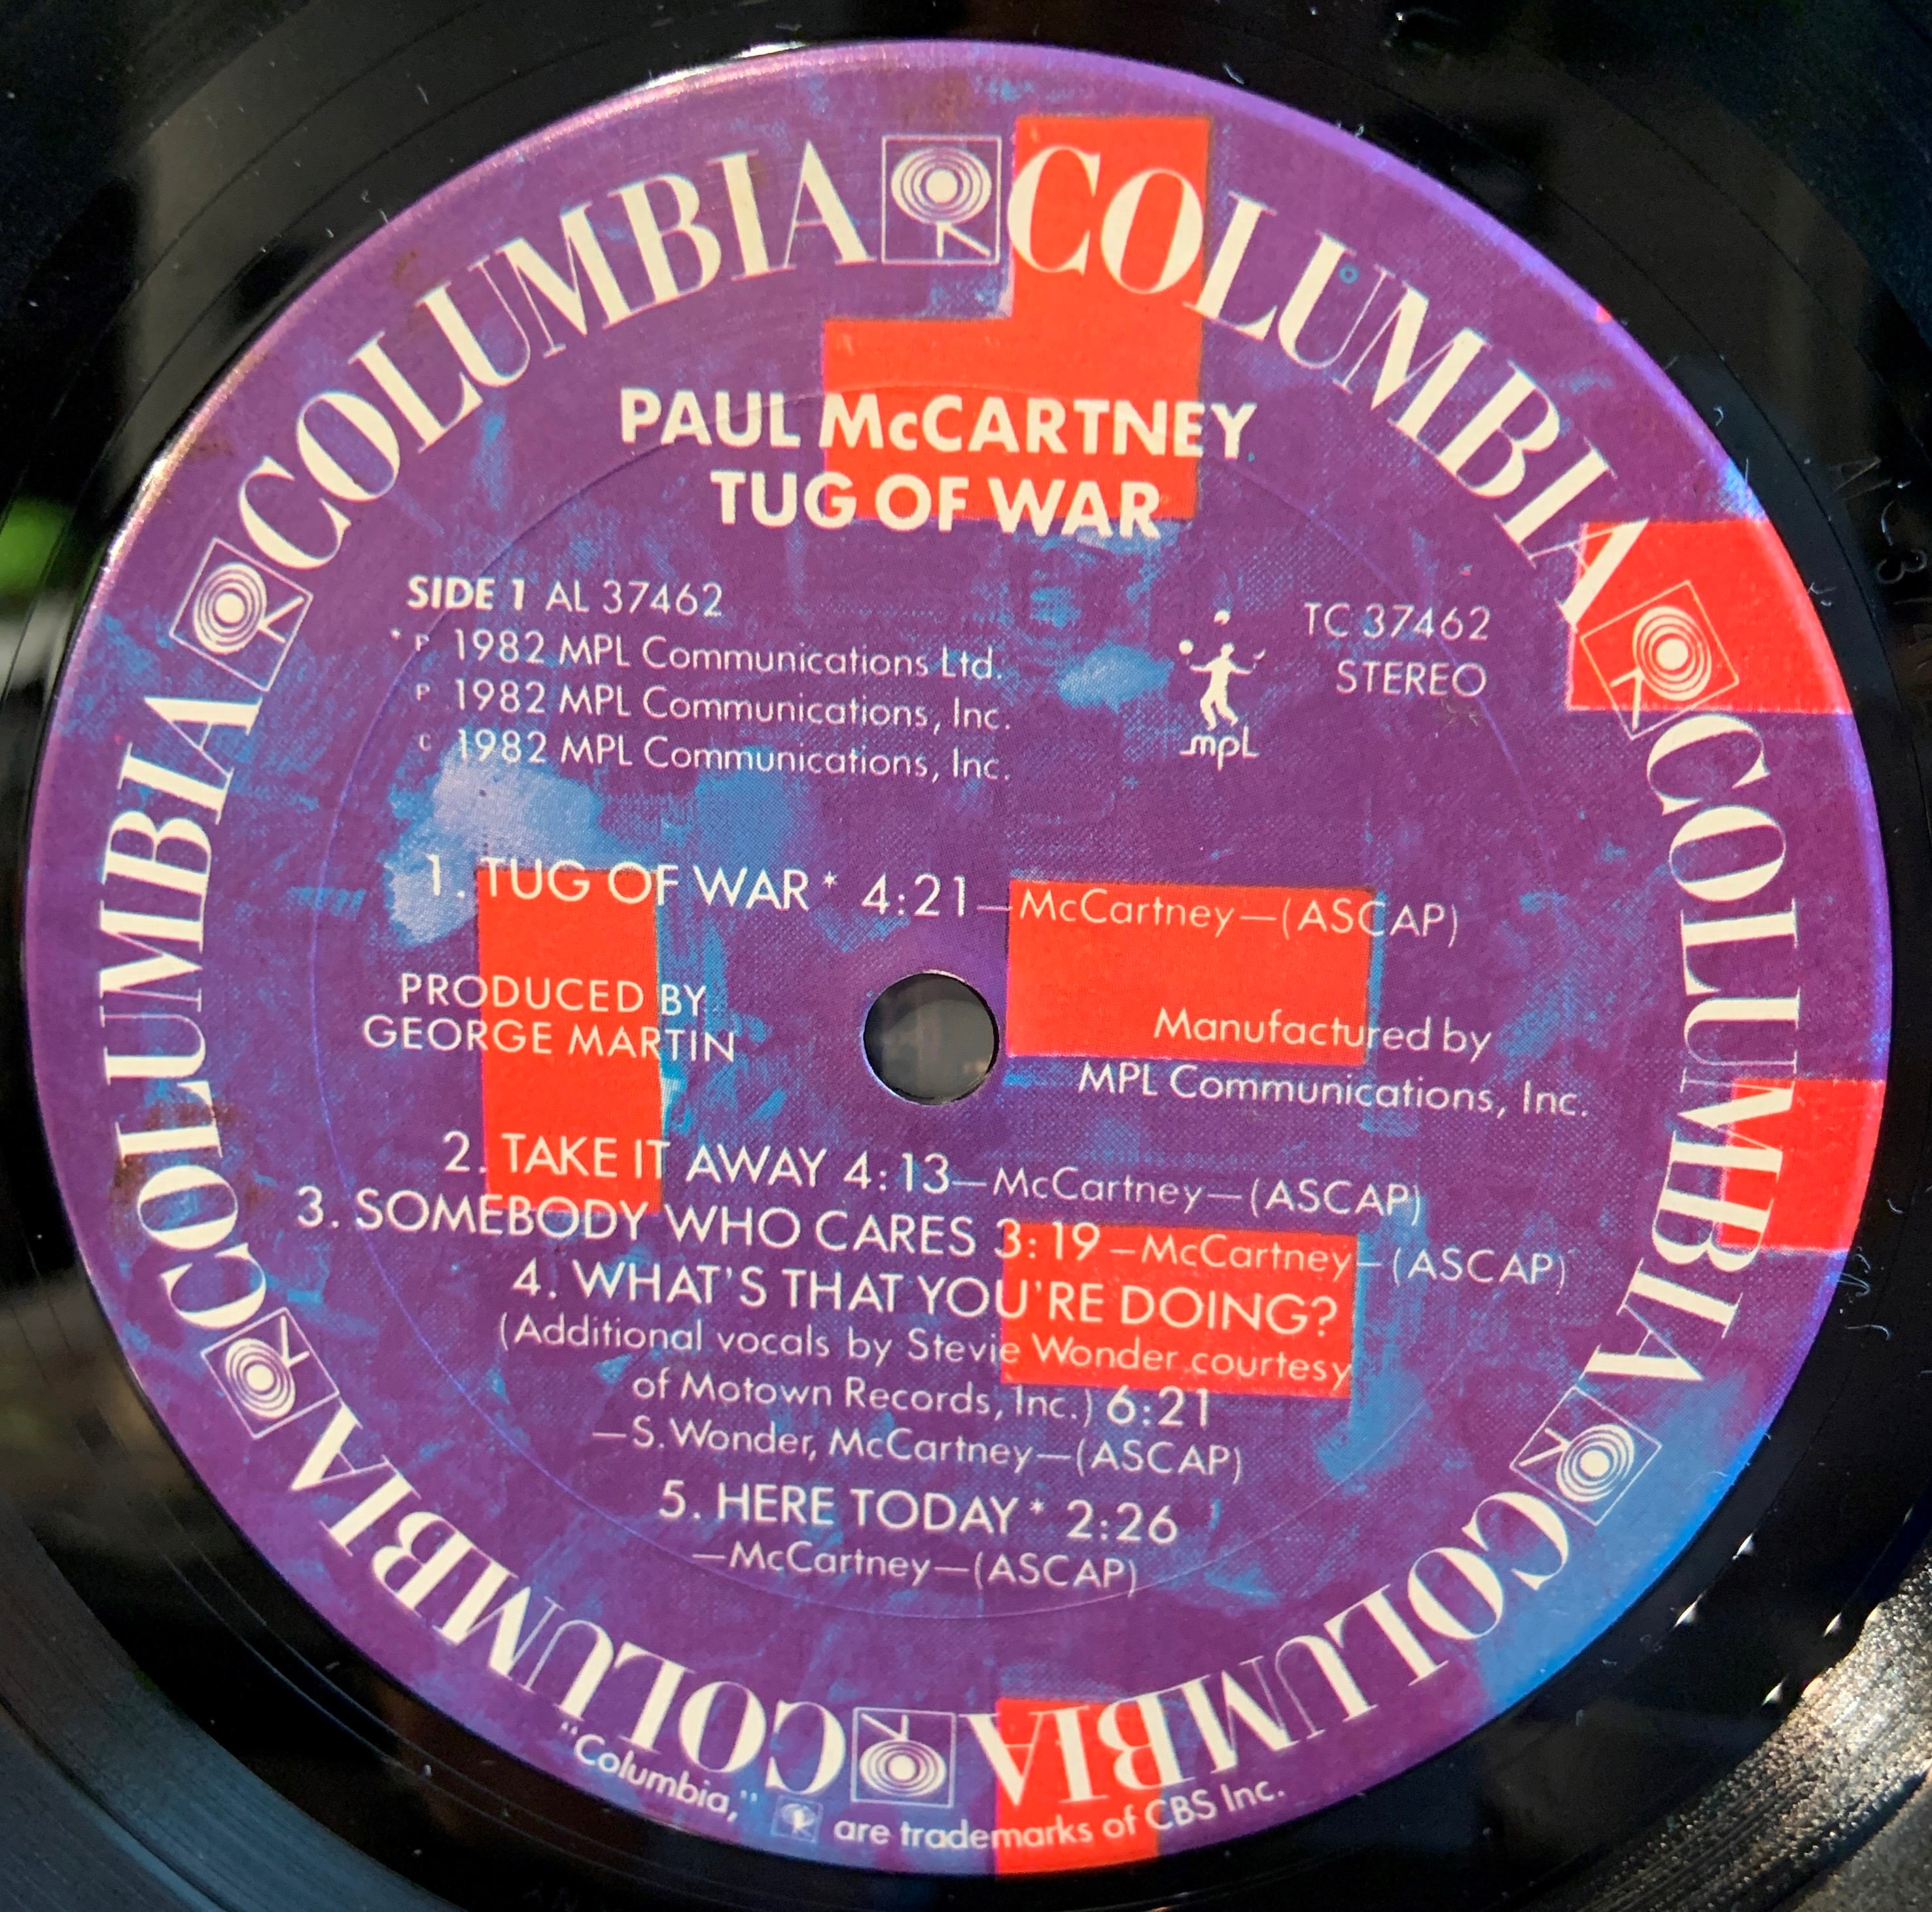 COLUMBIA COLUMBIA COLUMBIA COLUMBIA COLUMBIA COLUMBIA COLUMBIA
PAUL McCARTNEY
TUG OF WAR
SIDE 1 AL 37462
* P 1982 MPL Communications Ltd.
P 1982 MPL Communications, Inc.
C 1982 MPL Communications, Inc.
mpl
TC 37462
STEREO
1. TUG OF WAR* 4:21—McCartney—(ASCAP)
PRODUCED BY
GEORGE MARTIN
Manufactured by
MPL Communications, Inc.
2. TAKE IT AWAY 4:13—McCartney—(ASCAP)
3. SOMEBODY WHO CARES 3:19—McCartney—(ASCAP)
4. WHAT'S THAT YOU'RE DOING?
(Additional vocals by Stevie Wonder courtesy
of Motown Records, Inc.) 6:21
—S. Wonder, McCartney—(ASCAP)
5. HERE TODAY* 2:26
—McCartney—(ASCAP)
"Columbia," are trademarks of CBS Inc.